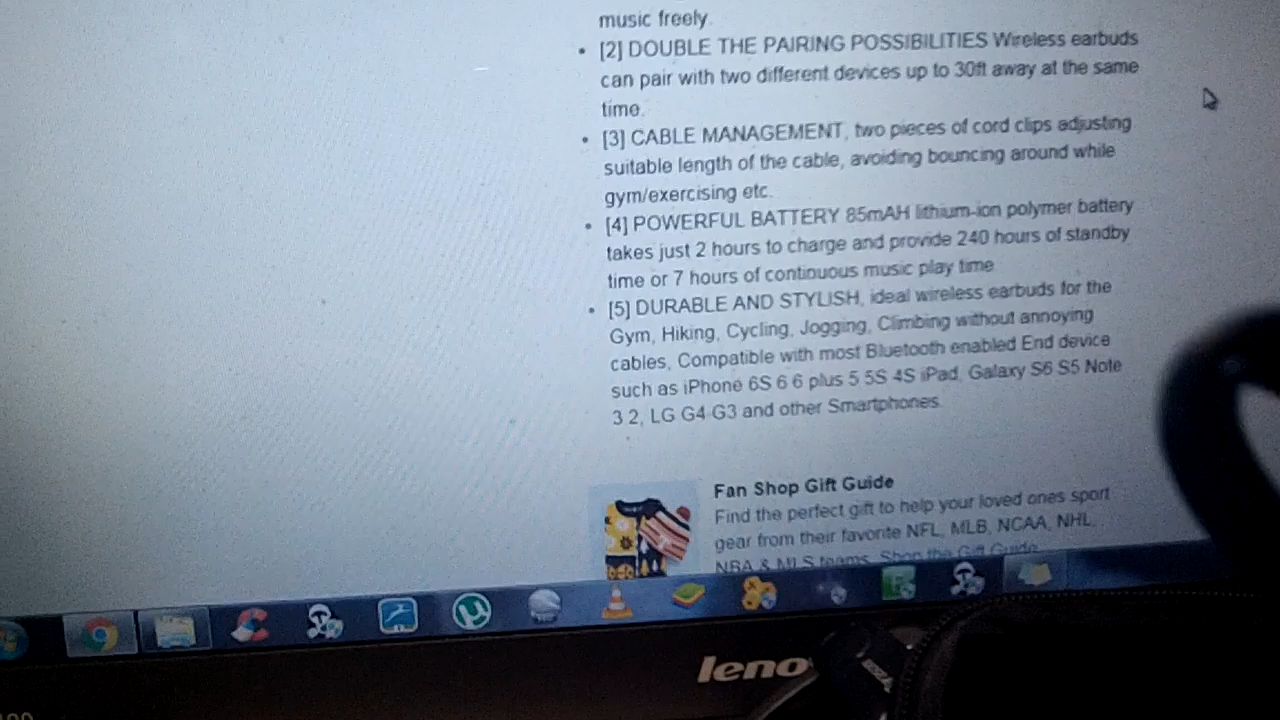 music freely.
• [2] DOUBLE THE PAIRING POSSIBILITIES Wireless earbuds
can pair with two different devices up to 30ft away at the same
time.
• [3] CABLE MANAGEMENT, two pieces of cord clips adjusting
suitable length of the cable, avoiding bouncing around while
gym/exercising etc.
• [4] POWERFUL BATTERY 85mAH lithium-ion polymer battery
takes just 2 hours to charge and provide 240 hours of standby
time or 7 hours of continuous music play time
• [5] DURABLE AND STYLISH, ideal wireless earbuds for the
Gym, Hiking, Cycling, Jogging, Climbing without annoying
cables, Compatible with most Bluetooth enabled End device
such as iPhone 6S 6 6 plus 5 5S 4S iPad, Galaxy S6 S5 Note
3 2, LG G4 G3 and other Smartphones
Fan Shop Gift Guide
Find the perfect gift to help your loved ones sport
gear from their favorite NFL, MLB, NCAA, NHL,
NBA & MLS teams. Shop the Gift Guide
leno